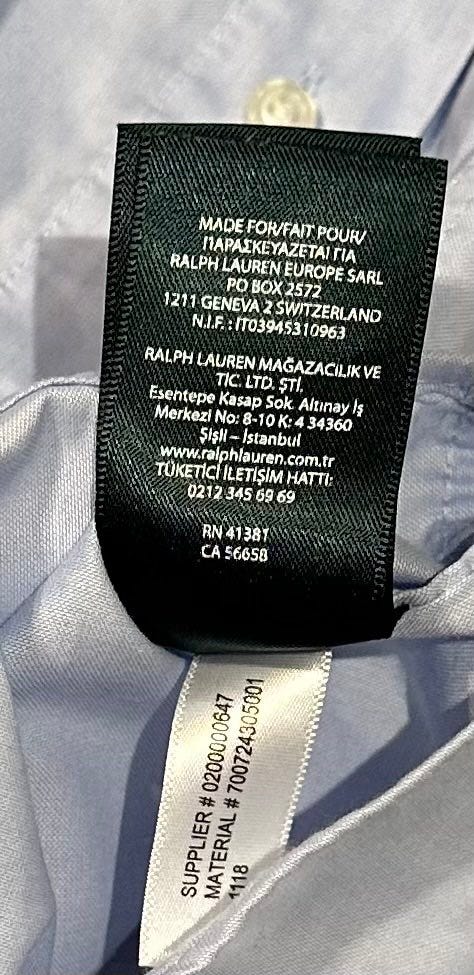 MADE FOR/FAIT POUR/
ΠΑΡΑΣΚΕΥΑΖΕΤΑΙ ΓΙΑ
RALPH LAUREN EUROPE SARL
PO BOX 2572
1211 GENEVA 2 SWITZERLAND
N.I.F. : IT03945310963
RALPH LAUREN MAĞAZACILIK VE
TİC. LTD. ŞTİ.
Esentepe Kasap Sok. Altınay İş
Merkezi No: 8-10 K: 4 34360
Şişli – İstanbul
www.ralphlauren.com.tr
TÜKETİCİ İLETİŞİM HATTI:
0212 345 69 69
RN 41381
CA 56658
SUPPLIER # 0200000647
MATERIAL # 700724305001
1118